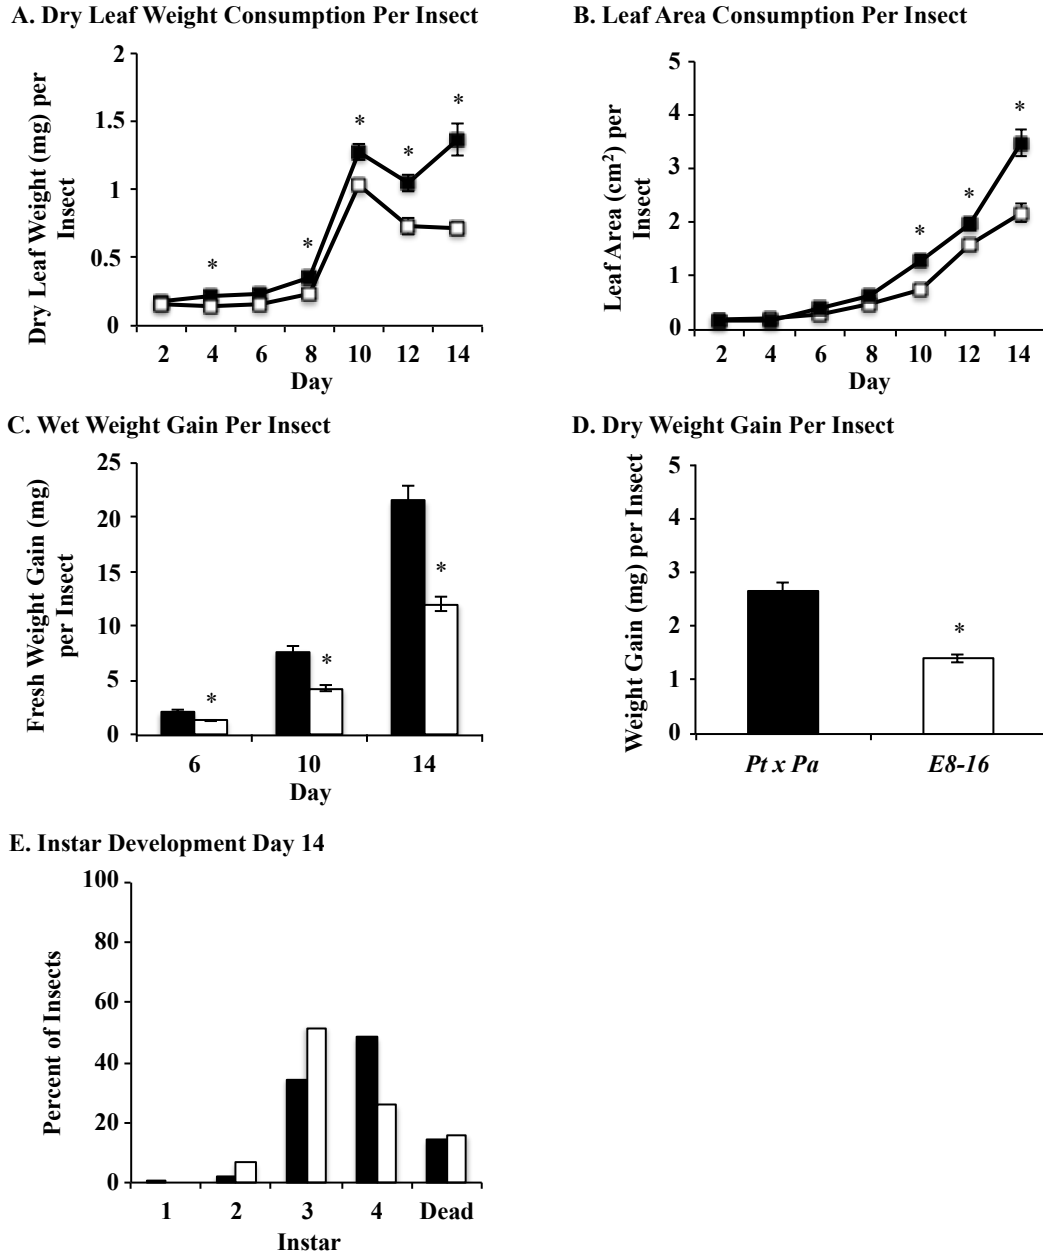 A. Dry Leaf Weight Consumption Per Insect
Dry Leaf Weight (mg) per
Insect
2
1.5
1
0.5
0
* * * * *
2 4 6 8 10 12 14
Day
B. Leaf Area Consumption Per Insect
Leaf Area (cm²) per
Insect
5
4
3
2
1
0
* * *
2 4 6 8 10 12 14
Day
C. Wet Weight Gain Per Insect
Fresh Weight Gain (mg)
per Insect
25
20
15
10
5
0
* * *
6 10 14
Day
D. Dry Weight Gain Per Insect
Weight Gain (mg) per Insect
5
4
3
2
1
0
*
Pt x Pa E8-16
E. Instar Development Day 14
Percent of Insects
100
80
60
40
20
0
1 2 3 4 Dead
Instar